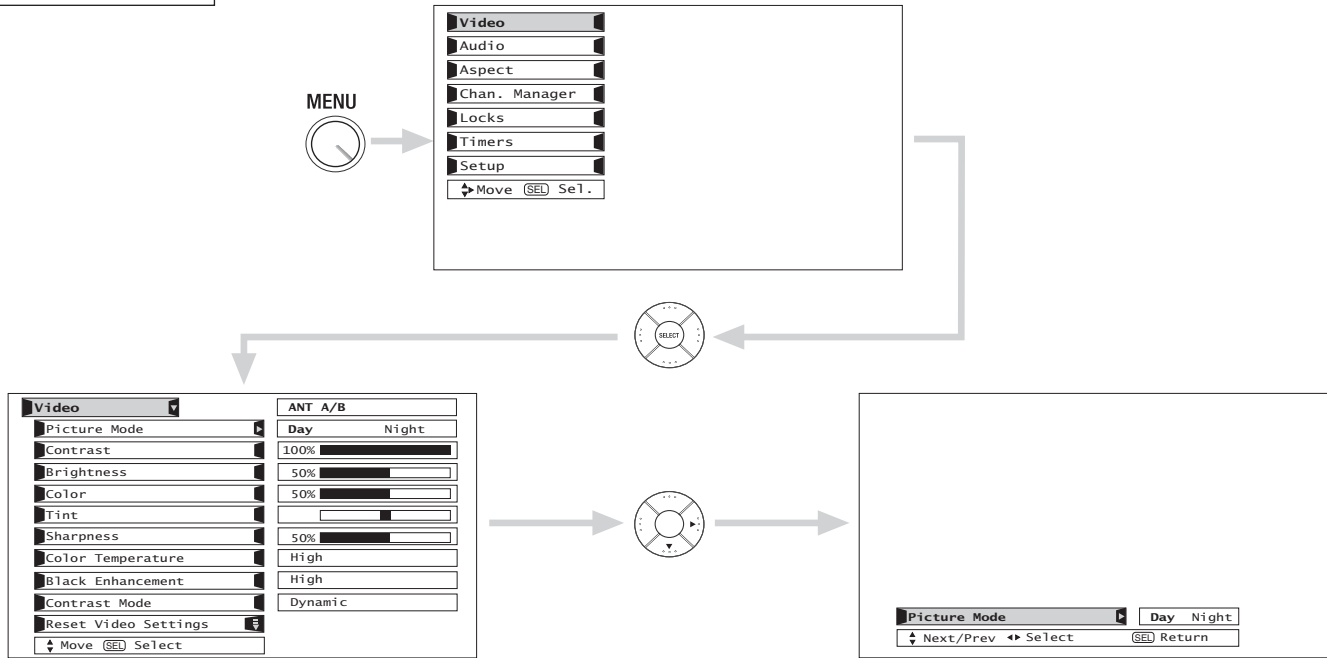 MENU
Video
Audio
Aspect
Chan. Manager
Locks
Timers
Setup
Move SEL Sel.
SELECT
Video ANT A/B
Picture Mode Day Night
Contrast 100%
Brightness 50%
Color 50%
Tint
Sharpness 50%
Color Temperature High
Black Enhancement High
Contrast Mode Dynamic
Reset Video Settings
Move SEL Select
Picture Mode Day Night
Next/Prev Select SEL Return